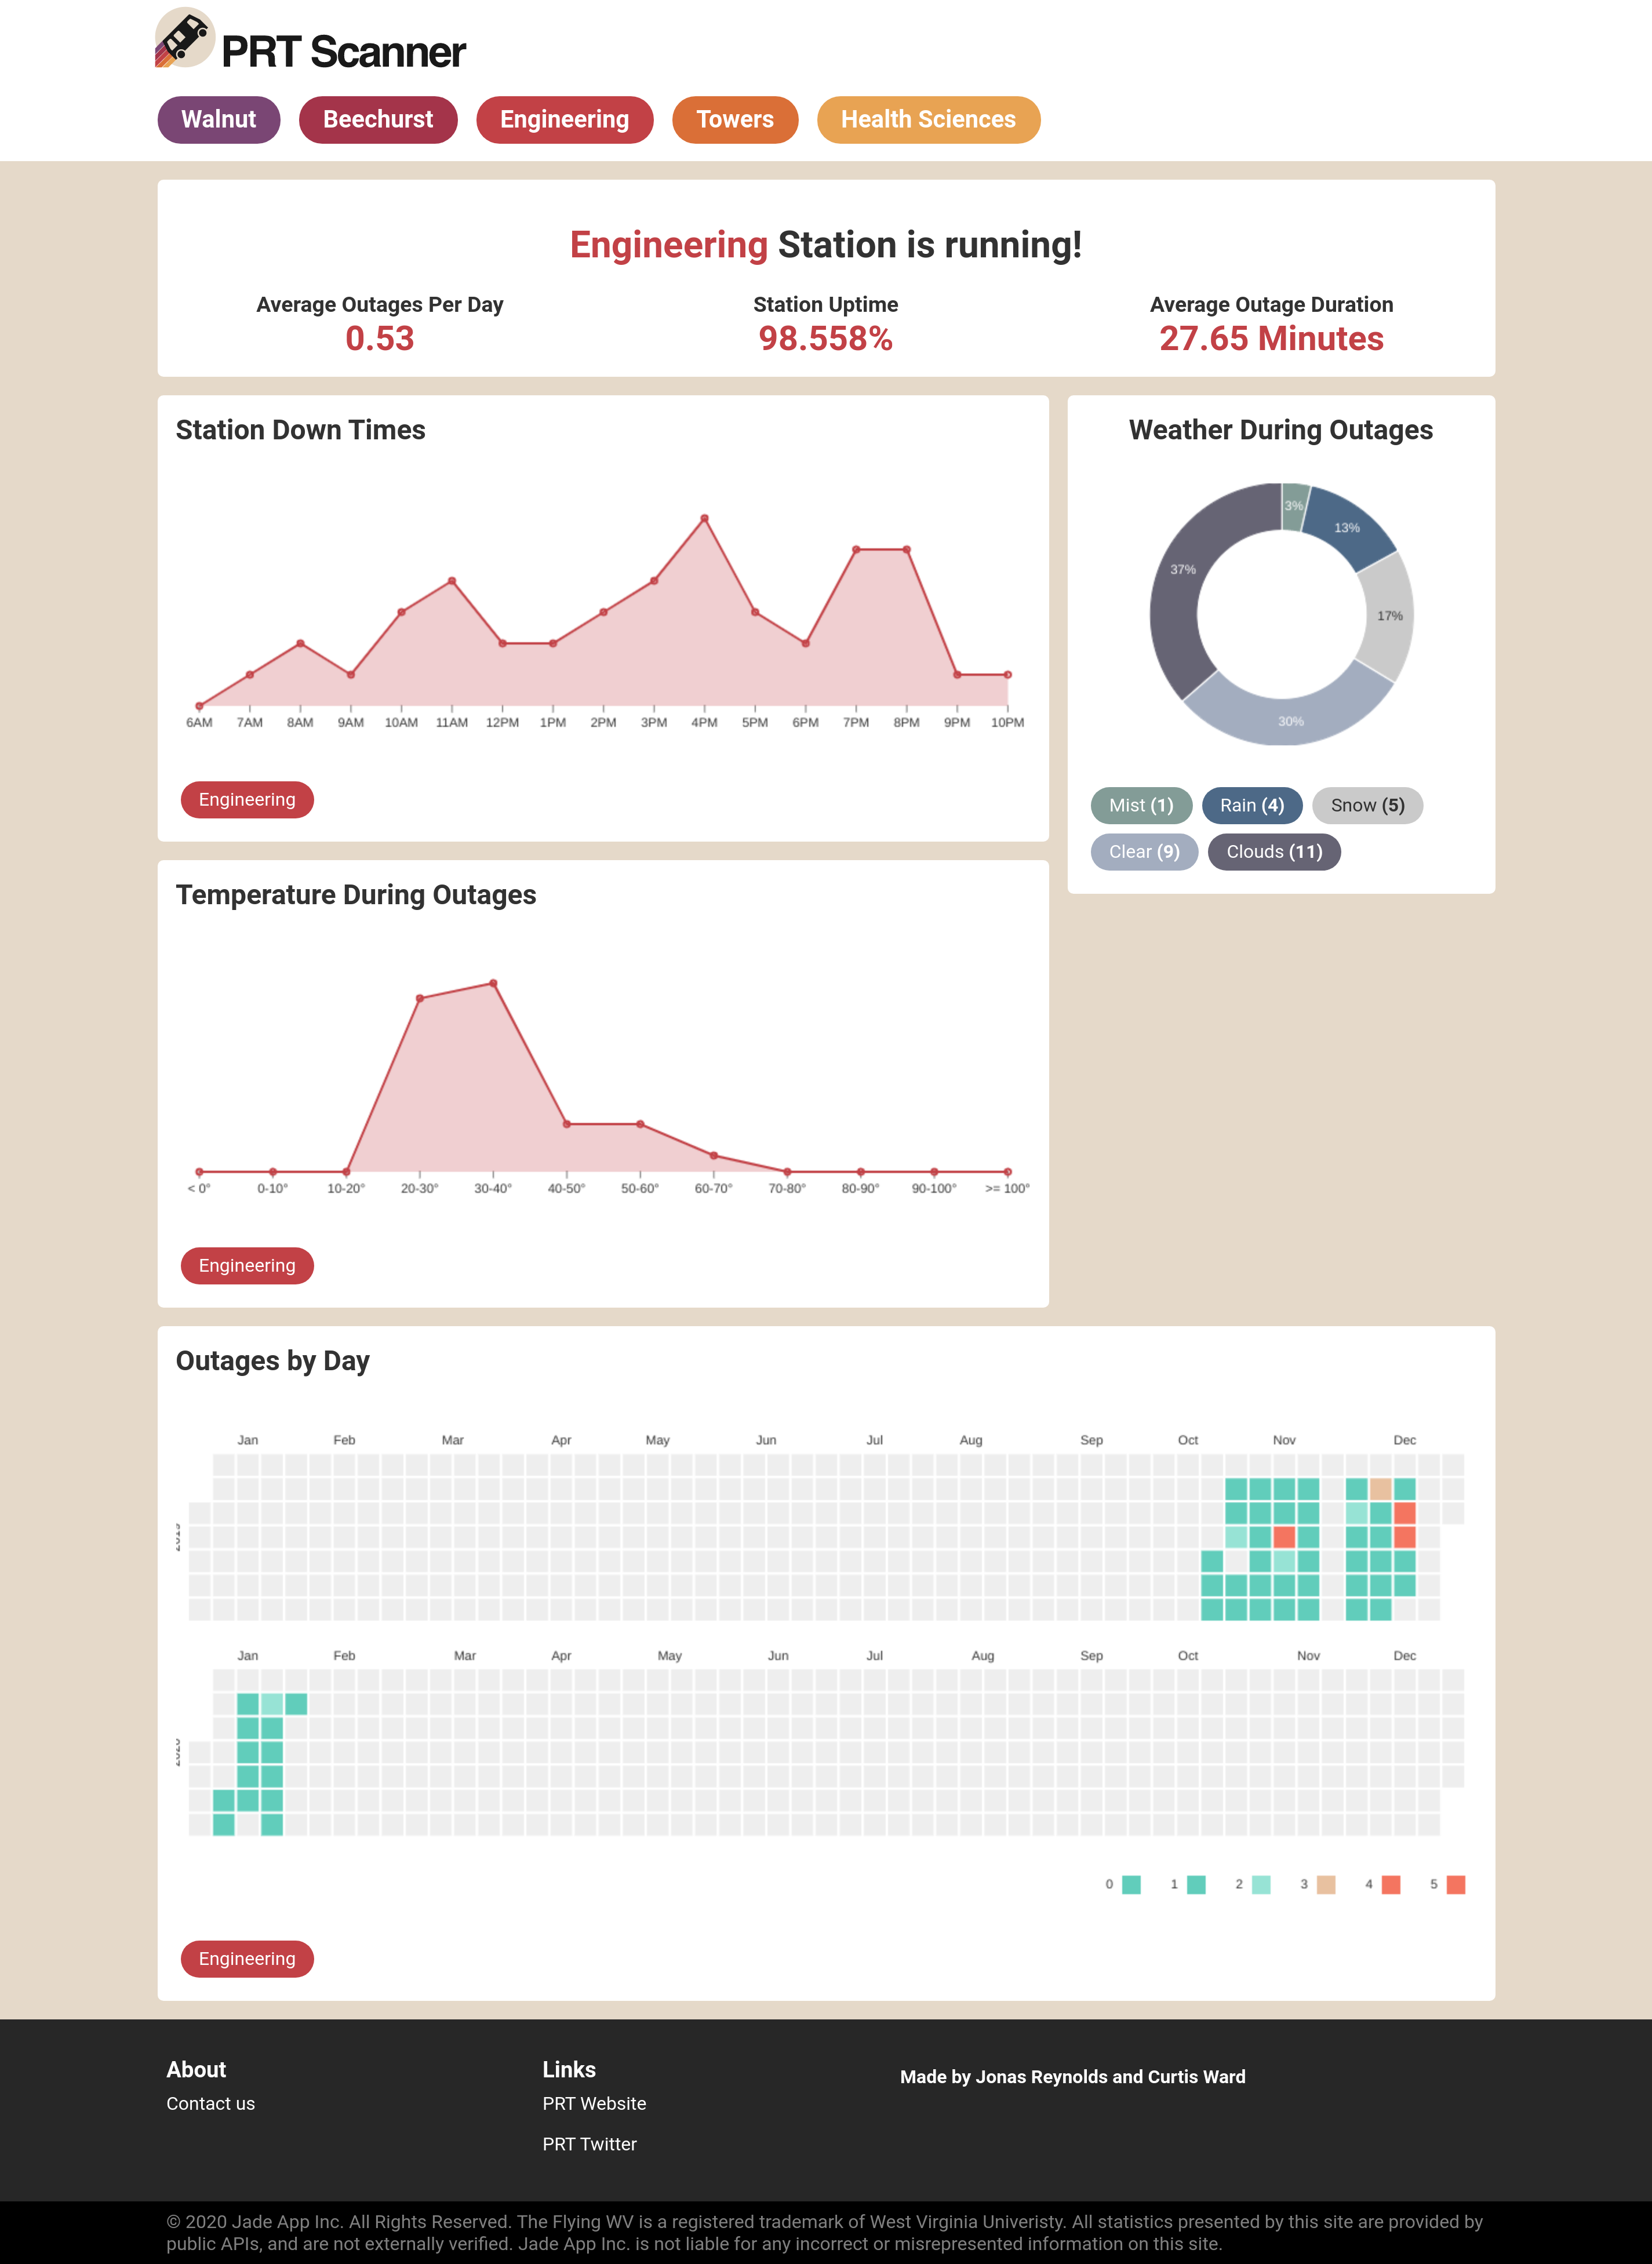 PRT Scanner
Walnut Beechurst Engineering Towers Health Sciences
Engineering Station is running!
Average Outages Per Day Station Uptime Average Outage Duration
0.53 98.558% 27.65 Minutes
Station Down Times
6AM 7AM 8AM 9AM 10AM 11AM 12PM 1PM 2PM 3PM 4PM 5PM 6PM 7PM 8PM 9PM 10PM
Engineering
Weather During Outages
3%
13%
37%
17%
30%
Mist (1) Rain (4) Snow (5)
Clear (9) Clouds (11)
Temperature During Outages
< 0° 0-10° 10-20° 20-30° 30-40° 40-50° 50-60° 60-70° 70-80° 80-90° 90-100° >= 100°
Engineering
Outages by Day
Jan Feb Mar Apr May Jun Jul Aug Sep Oct Nov Dec
2019
Jan Feb Mar Apr May Jun Jul Aug Sep Oct Nov Dec
2020
0 1 2 3 4 5
Engineering
About
Contact us
Links
PRT Website
PRT Twitter
Made by Jonas Reynolds and Curtis Ward
© 2020 Jade App Inc. All Rights Reserved. The Flying WV is a registered trademark of West Virginia Univeristy. All statistics presented by this site are provided by
public APIs, and are not externally verified. Jade App Inc. is not liable for any incorrect or misrepresented information on this site.